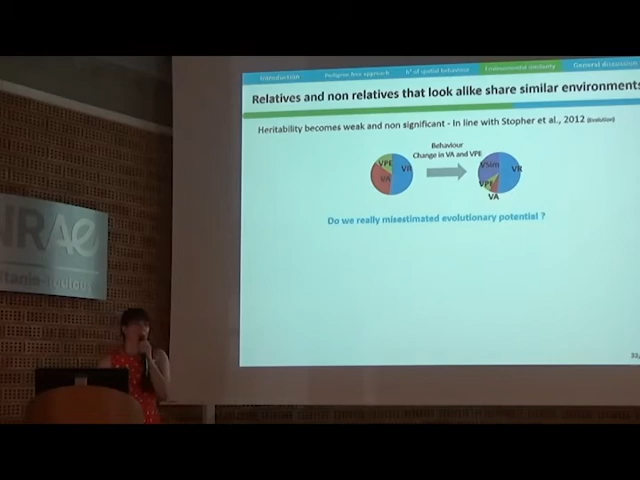 Introduction
Pedigree free approach
h² of spatial behaviour
Environmental similarity
General discussion
Relatives and non relatives that look alike share similar environments
Heritability becomes weak and non significant - In line with Stopher et al., 2012 (Evolution)
Behaviour
Change in VA and VPE
VPE
VR
VA
Vsim
VR
VPE
VA
Do we really misestimated evolutionary potential ?
NRAe